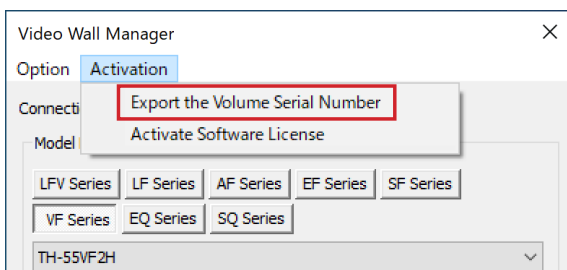 Video Wall Manager
Option Activation
Export the Volume Serial Number
Connecti
Activate Software License
Model
LFV Series LF Series AF Series EF Series SF Series
VF Series EQ Series SQ Series
TH-55VF2H